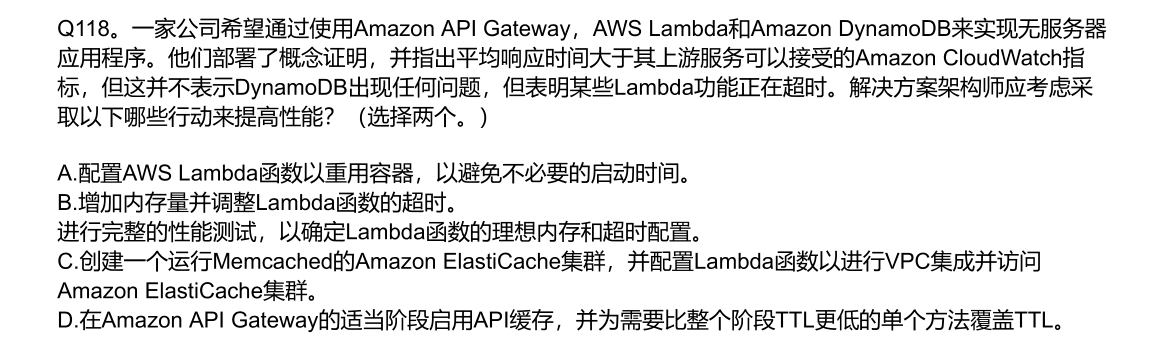 Q118。一家公司希望通过使用Amazon API Gateway，AWS Lambda和Amazon DynamoDB来实现无服务器
应用程序。他们部署了概念证明，并指出平均响应时间大于其上游服务可以接受的Amazon CloudWatch指
标，但这并不表示DynamoDB出现任何问题，但表明某些Lambda功能正在超时。解决方案架构师应考虑采
取以下哪些行动来提高性能？（选择两个。）
A.配置AWS Lambda函数以重用容器，以避免不必要的启动时间。
B.增加内存量并调整Lambda函数的超时。
进行完整的性能测试，以确定Lambda函数的理想内存和超时配置。
C.创建一个运行Memcached的Amazon ElastiCache集群，并配置Lambda函数以进行VPC集成并访问
Amazon ElastiCache集群。
D.在Amazon API Gateway的适当阶段启用API缓存，并为需要比整个阶段TTL更低的单个方法覆盖TTL。